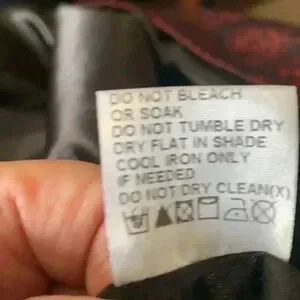 DO NOT BLEACH
OR SOAK
DO NOT TUMBLE DRY
DRY FLAT IN SHADE
COOL IRON ONLY
IF NEEDED
DO NOT DRY CLEAN(X)